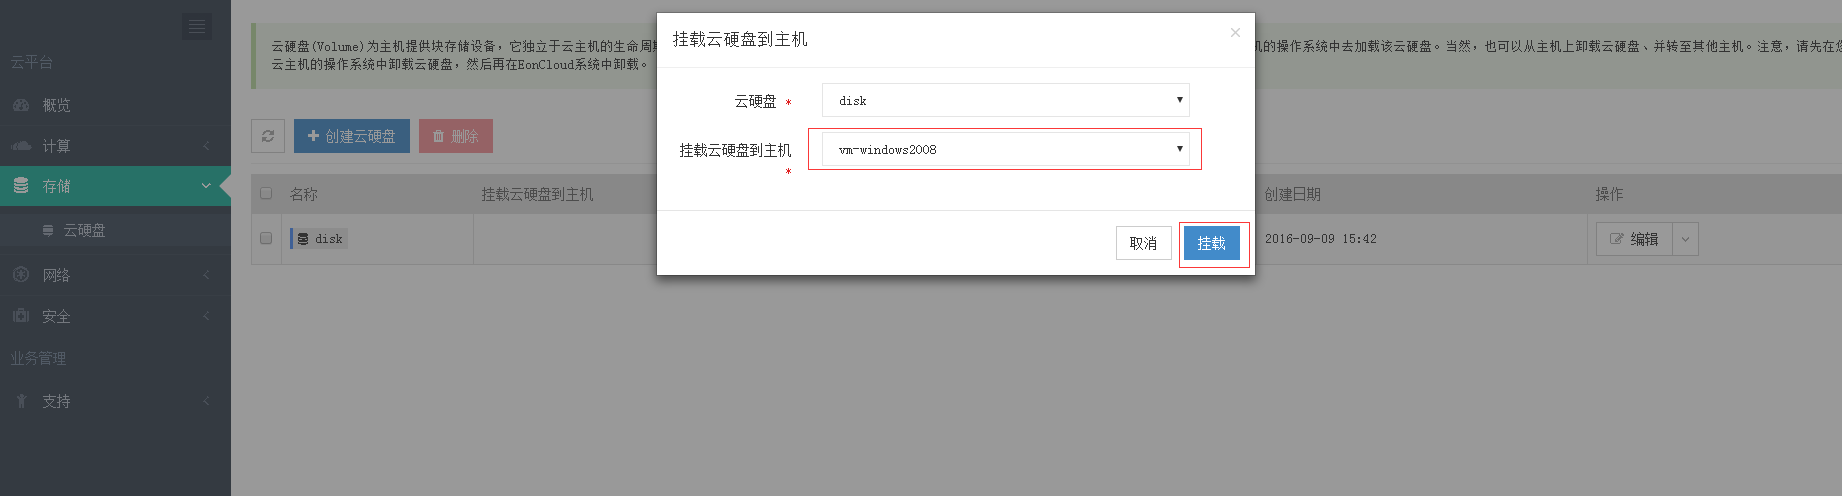 云平台
概览
计算
存储
云硬盘
网络
安全
业务管理
支持
云硬盘(Volume)为主机提供块存储设备，它独立于云主机的生命周期
机的操作系统中去加载该云硬盘。当然，也可以从主机上卸载云硬盘、并转至其他主机。注意，请先在您
云主机的操作系统中卸载云硬盘，然后再在EonCloud系统中卸载。
创建云硬盘
删除
名称
挂载云硬盘到主机
创建日期
操作
disk
2016-09-09 15:42
编辑
挂载云硬盘到主机
×
云硬盘 *
disk
挂载云硬盘到主机
*
vm-windows2008
取消
挂载